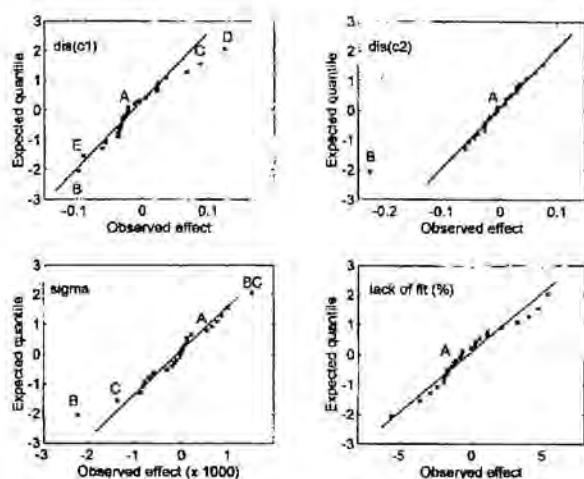 dis(c1)
D
C
A
E
B
3
2
1
0
-1
-2
-3
Expected quantile
-0.1
0
0.1
Observed effect
dis(c2)
A
B
3
2
1
0
-1
-2
-3
Expected quantile
-0.2
-0.1
0
0.1
Observed effect
sigma
BC
A
C
B
3
2
1
0
-1
-2
-3
Expected quantile
-3
-2
-1
0
1
2
Observed effect (x 1000)
lack of fit (%)
A
3
2
1
0
-1
-2
-3
Expected quantile
-5
0
5
Observed effect